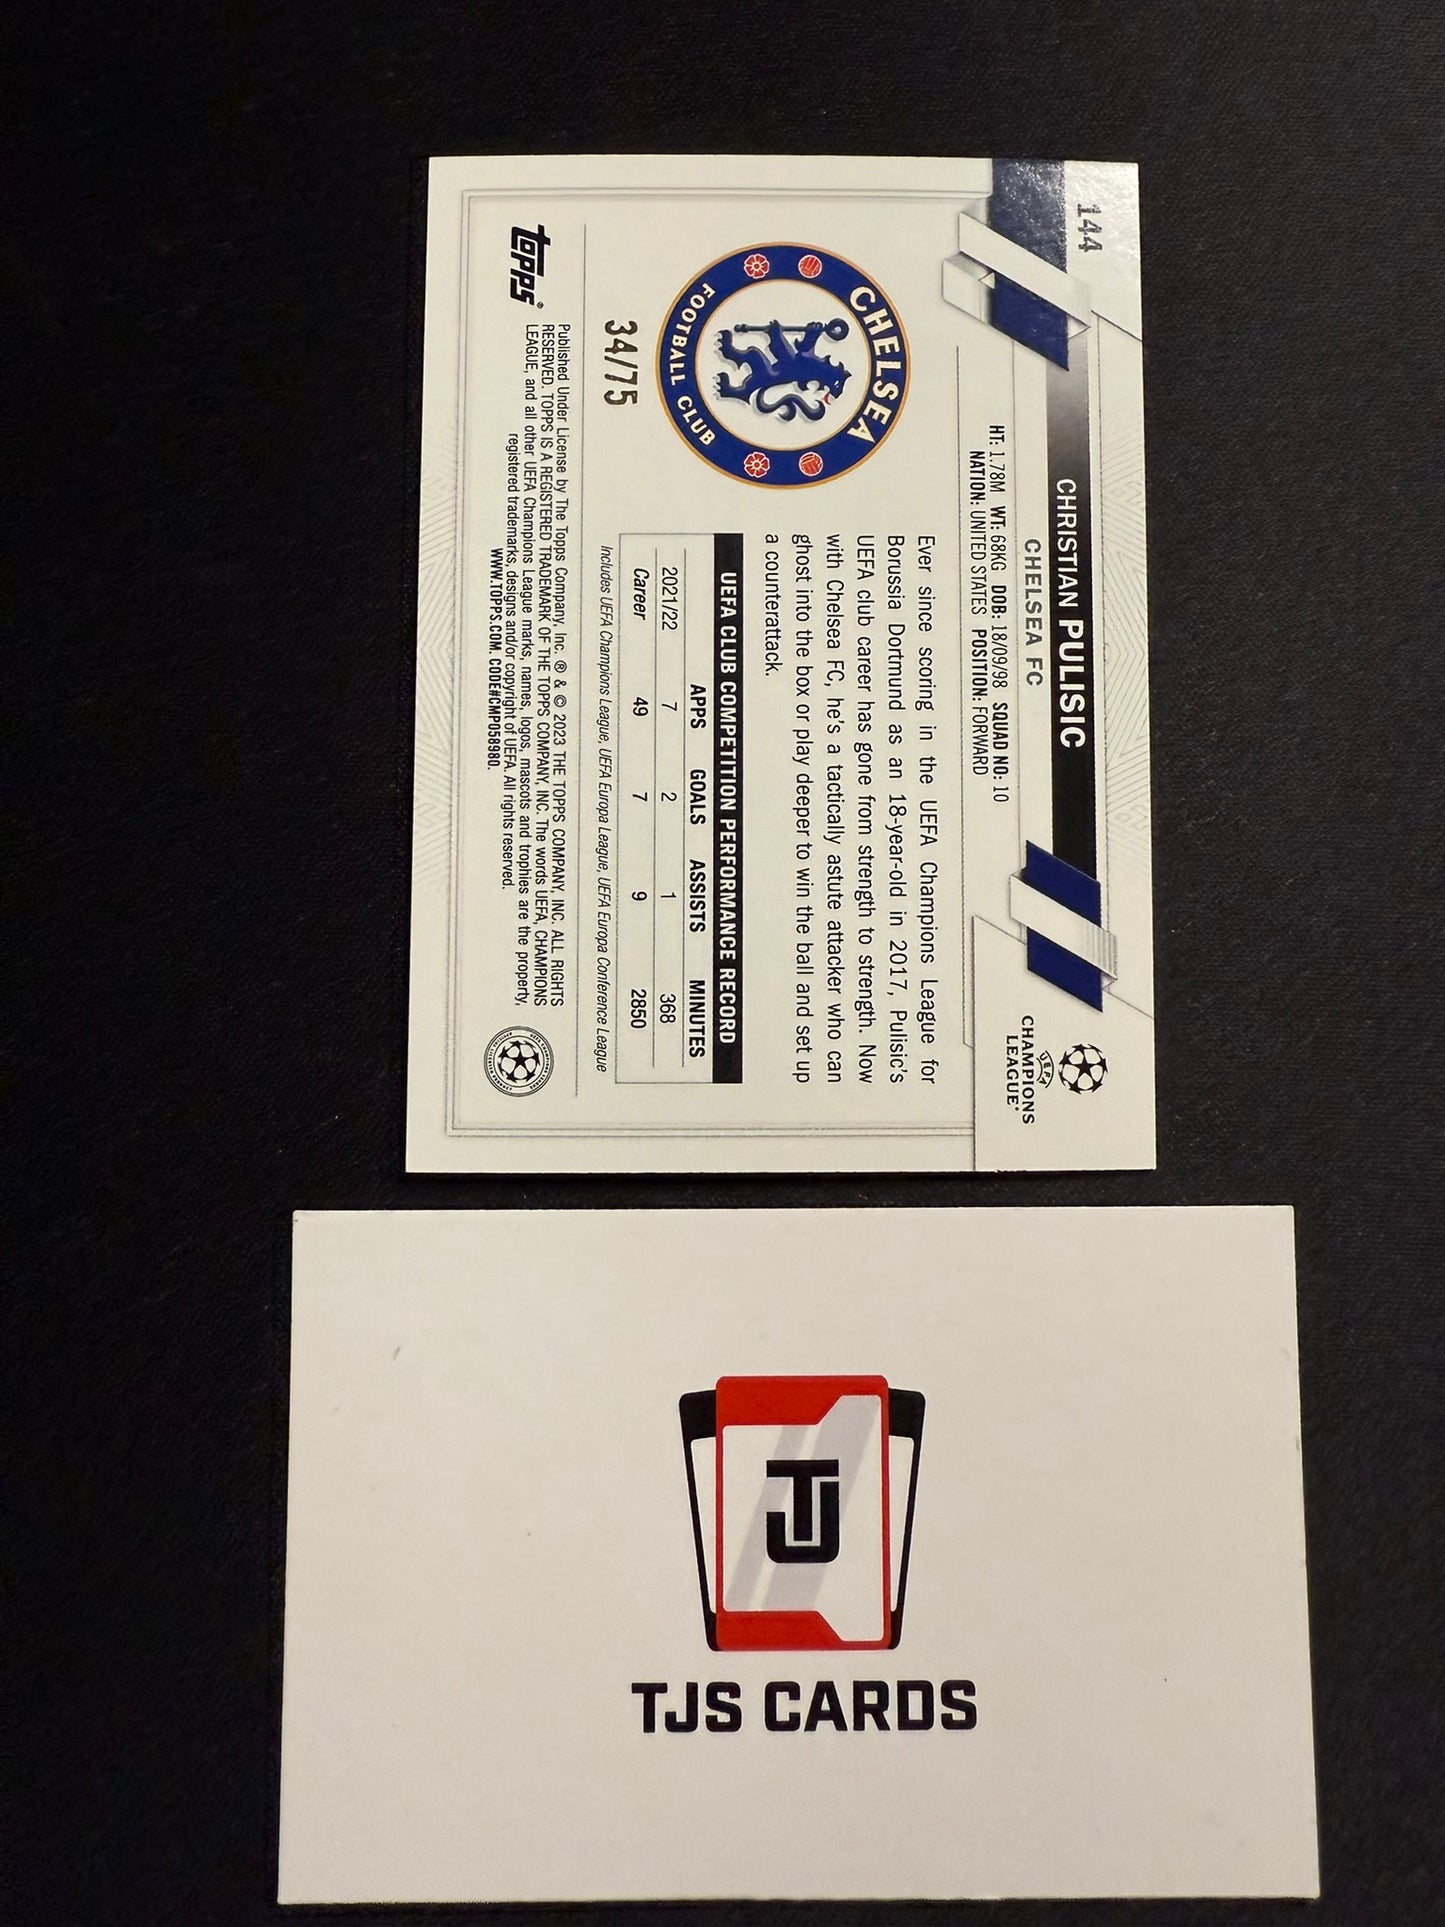 144
CHRISTIAN PULISIC
CHELSEA FC
HT: 1.78M WT: 68KG DOB: 18/09/98 SQUAD NO: 10
NATION: UNITED STATES POSITION: FORWARD
UEFA
CHAMPIONS
LEAGUE®
CHELSEA
FOOTBALL CLUB
34/75
Ever since scoring in the UEFA Champions League for
Borussia Dortmund as an 18-year-old in 2017, Pulisic's
UEFA club career has gone from strength to strength. Now
with Chelsea FC, he's a tactically astute attacker who can
ghost into the box or play deeper to win the ball and set up
a counterattack.
UEFA CLUB COMPETITION PERFORMANCE RECORD
APPS GOALS ASSISTS MINUTES
2021/22 7 2 1 368
Career 49 7 9 2850
Includes UEFA Champions League, UEFA Europa League, UEFA Europa Conference League
topps®
Published Under License by The Topps Company, Inc. ® & © 2023 THE TOPPS COMPANY, INC. ALL RIGHTS
RESERVED. TOPPS IS A REGISTERED TRADEMARK OF THE TOPPS COMPANY, INC. The words UEFA, CHAMPIONS
LEAGUE, and all other UEFA Champions League marks, names, logos, mascots and trophies are the property,
registered trademarks, designs and/or copyright of UEFA. All rights reserved.
WWW.TOPPS.COM. CODE#CMP058980.
TJ
TJS CARDS